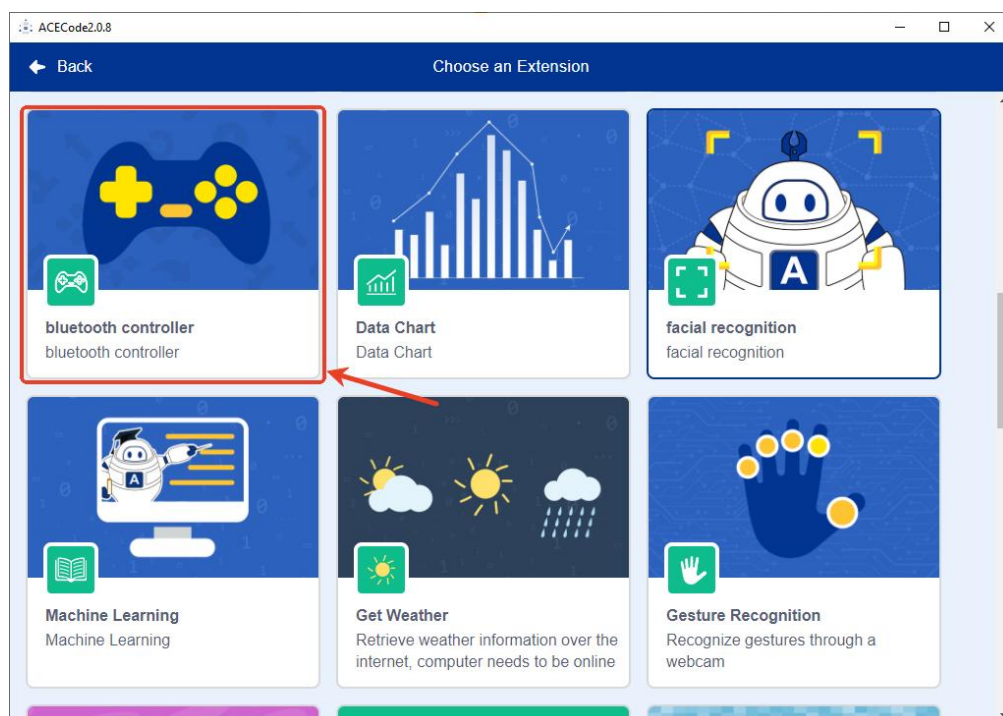 ACECode2.0.8
Back
Choose an Extension
A
bluetooth controller
bluetooth controller
Data Chart
Data Chart
facial recognition
facial recognition
A
Machine Learning
Machine Learning
Get Weather
Retrieve weather information over the
internet, computer needs to be online
Gesture Recognition
Recognize gestures through a
webcam